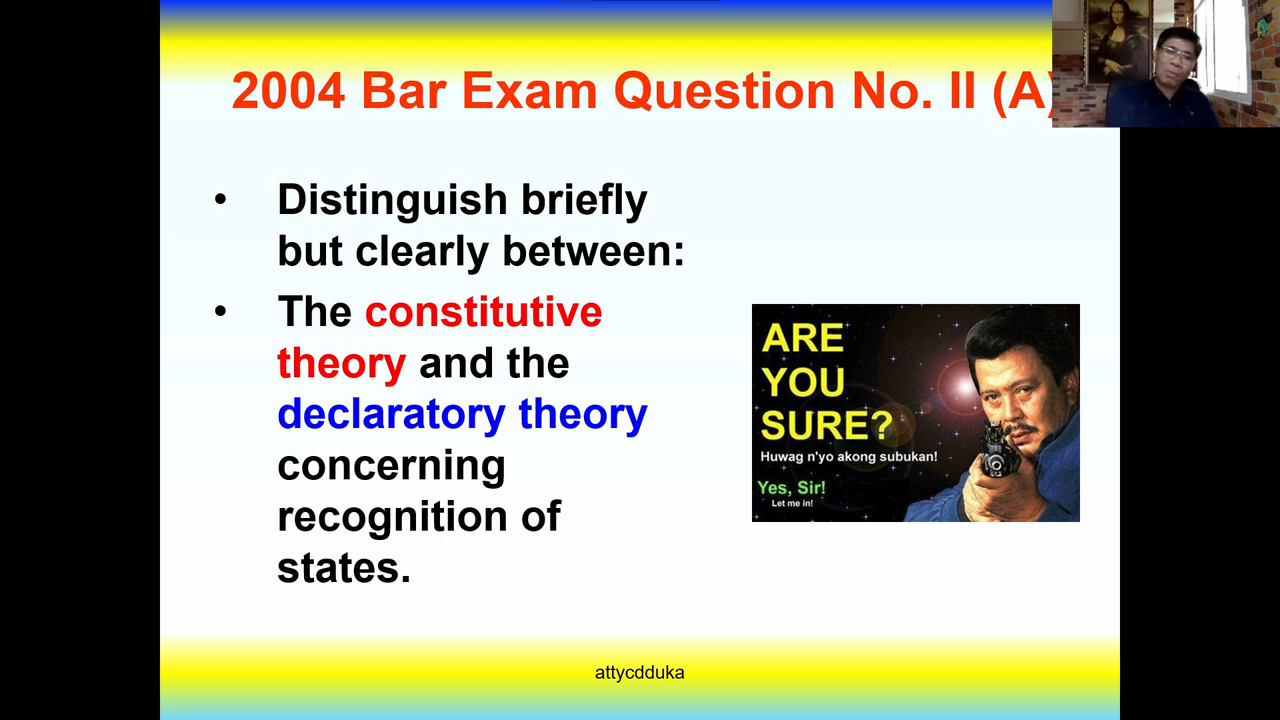 2004 Bar Exam Question No. II (A)
• Distinguish briefly
but clearly between:
• The constitutive
theory and the
declaratory theory
concerning
recognition of
states.
ARE
YOU
SURE?
Huwag n'yo akong subukan!
Yes, Sir!
Let me in!
attycdduka